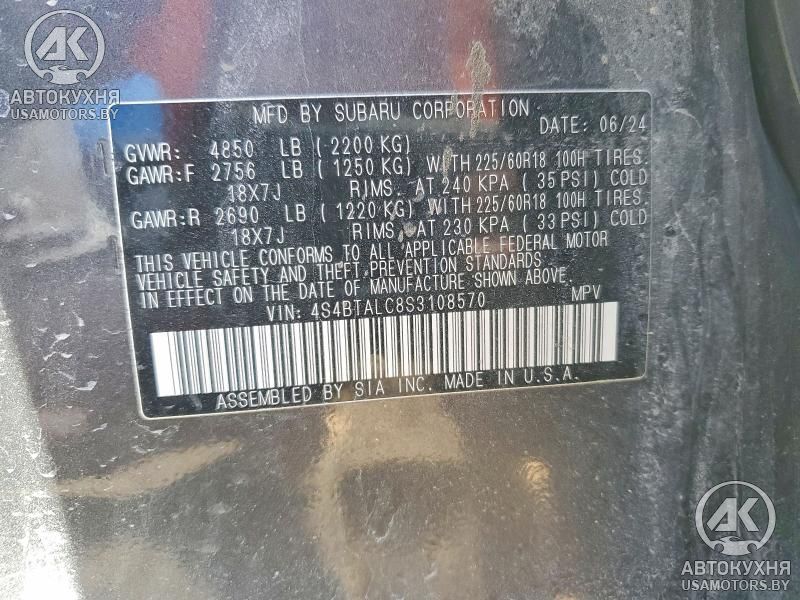 AK
АВТОКУХНЯ
USAMOTORS.BY
MFD BY SUBARU CORPORATION
DATE: 06/24
GVWR: 4850 LB ( 2200 KG)
GAWR:F 2756 LB ( 1250 KG) WITH 225/60R18 100H TIRES.
18X7J RIMS. AT 240 KPA ( 35 PSI) COLD
GAWR:R 2690 LB ( 1220 KG) WITH 225/60R18 100H TIRES.
18X7J RIMS. AT 230 KPA ( 33 PSI) COLD
THIS VEHICLE CONFORMS TO ALL APPLICABLE FEDERAL MOTOR
VEHICLE SAFETY AND THEFT PREVENTION STANDARDS
IN EFFECT ON THE DATE OF MANUFACTURE SHOWN ABOVE.
VIN: 4S4BTALC8S3108570 MPV
ASSEMBLED BY SIA INC. MADE IN U.S.A.
AK
АВТОКУХНЯ
USAMOTORS.BY